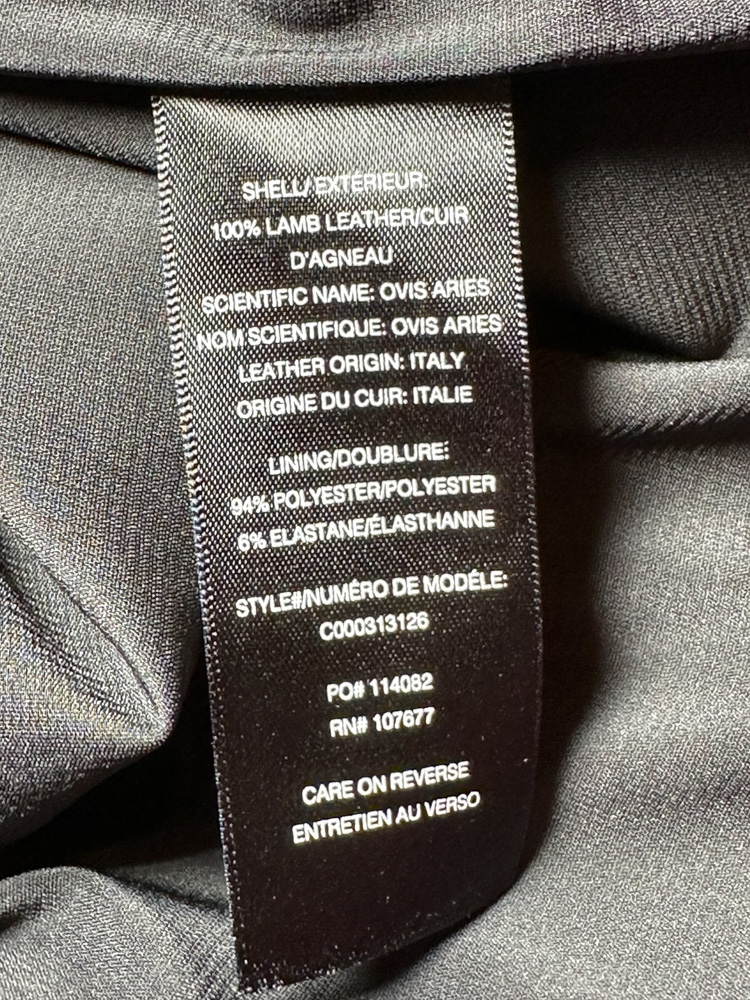 SHELL/ EXTÉRIEUR:
100% LAMB LEATHER/CUIR
D'AGNEAU
SCIENTIFIC NAME: OVIS ARIES
NOM SCIENTIFIQUE: OVIS ARIES
LEATHER ORIGIN: ITALY
ORIGINE DU CUIR: ITALIE
LINING/DOUBLURE:
94% POLYESTER/POLYESTER
6% ELASTANE/ÉLASTHANNE
STYLE#/NUMÉRO DE MODÉLE:
C000313126
PO# 114082
RN# 107677
CARE ON REVERSE
ENTRETIEN AU VERSO